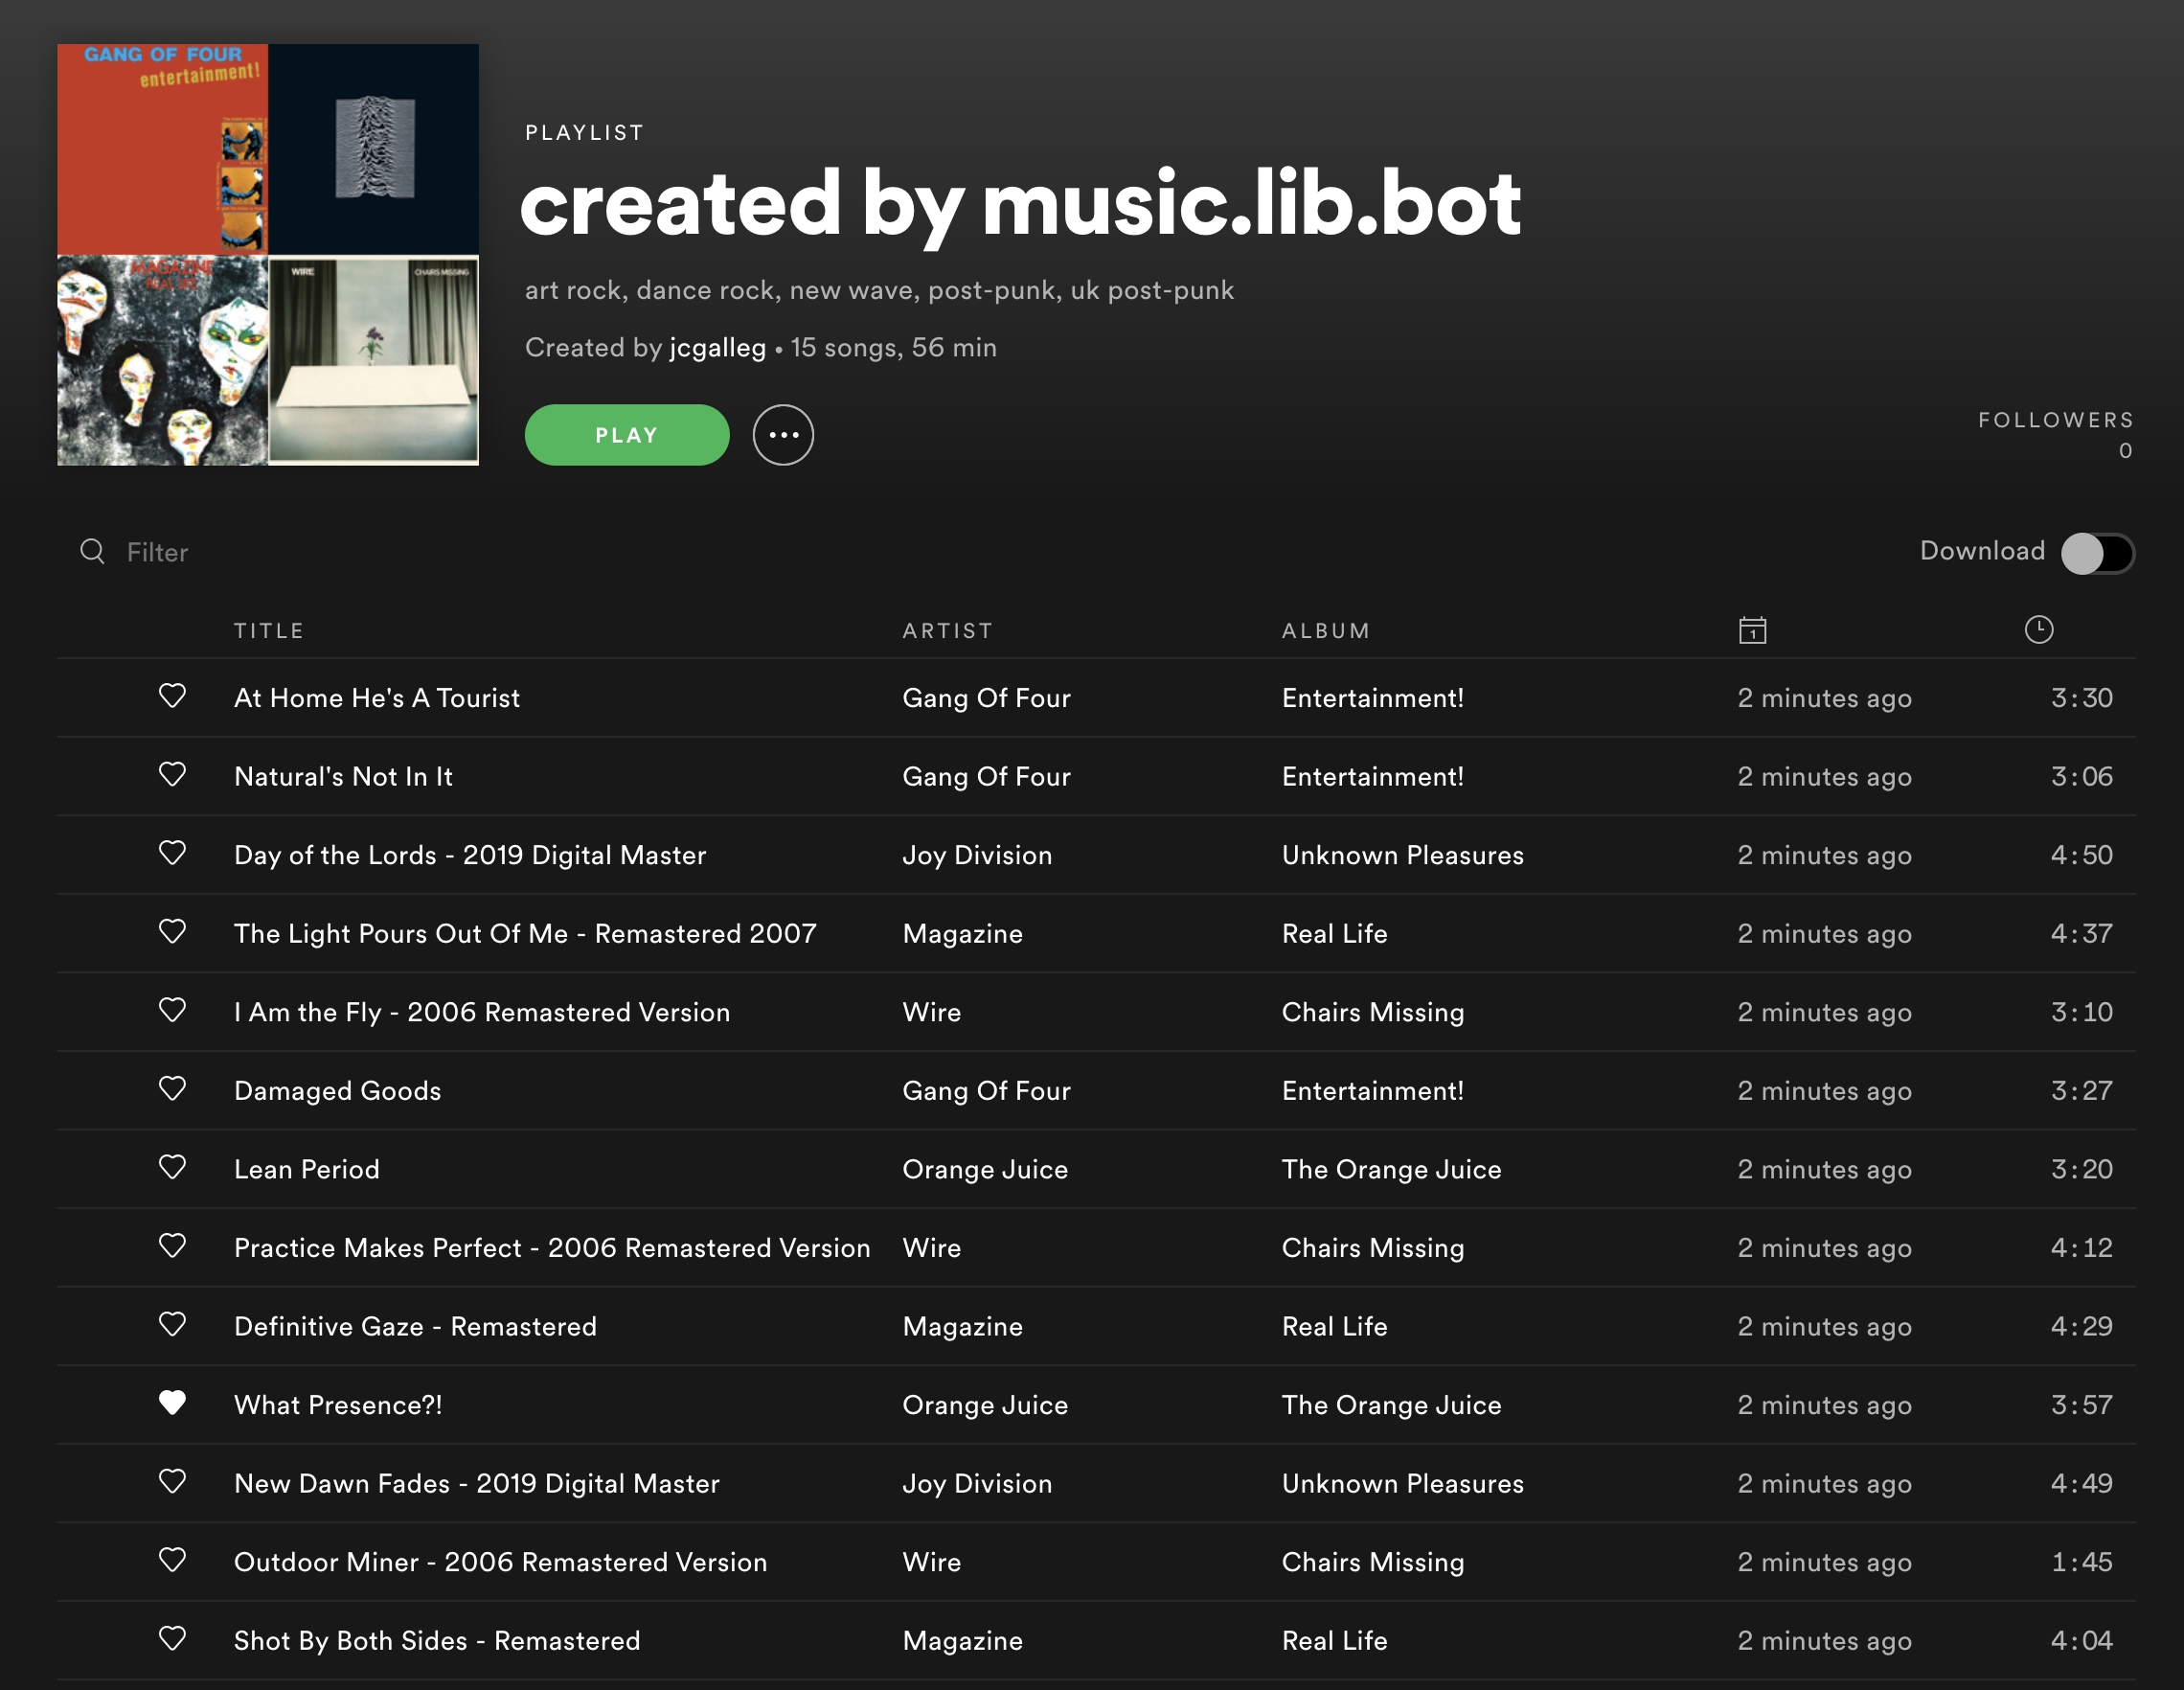 GANG OF FOUR
entertainment!
MAGAZINE
REAL LIFE
WIRE
CHAIRS MISSING
PLAYLIST
created by music.lib.bot
art rock, dance rock, new wave, post-punk, uk post-punk
Created by jcgalleg • 15 songs, 56 min
PLAY
FOLLOWERS
0
Filter
Download
TITLE ARTIST ALBUM 1
At Home He's A Tourist Gang Of Four Entertainment! 2 minutes ago 3:30
Natural's Not In It Gang Of Four Entertainment! 2 minutes ago 3:06
Day of the Lords - 2019 Digital Master Joy Division Unknown Pleasures 2 minutes ago 4:50
The Light Pours Out Of Me - Remastered 2007 Magazine Real Life 2 minutes ago 4:37
I Am the Fly - 2006 Remastered Version Wire Chairs Missing 2 minutes ago 3:10
Damaged Goods Gang Of Four Entertainment! 2 minutes ago 3:27
Lean Period Orange Juice The Orange Juice 2 minutes ago 3:20
Practice Makes Perfect - 2006 Remastered Version Wire Chairs Missing 2 minutes ago 4:12
Definitive Gaze - Remastered Magazine Real Life 2 minutes ago 4:29
What Presence?! Orange Juice The Orange Juice 2 minutes ago 3:57
New Dawn Fades - 2019 Digital Master Joy Division Unknown Pleasures 2 minutes ago 4:49
Outdoor Miner - 2006 Remastered Version Wire Chairs Missing 2 minutes ago 1:45
Shot By Both Sides - Remastered Magazine Real Life 2 minutes ago 4:04